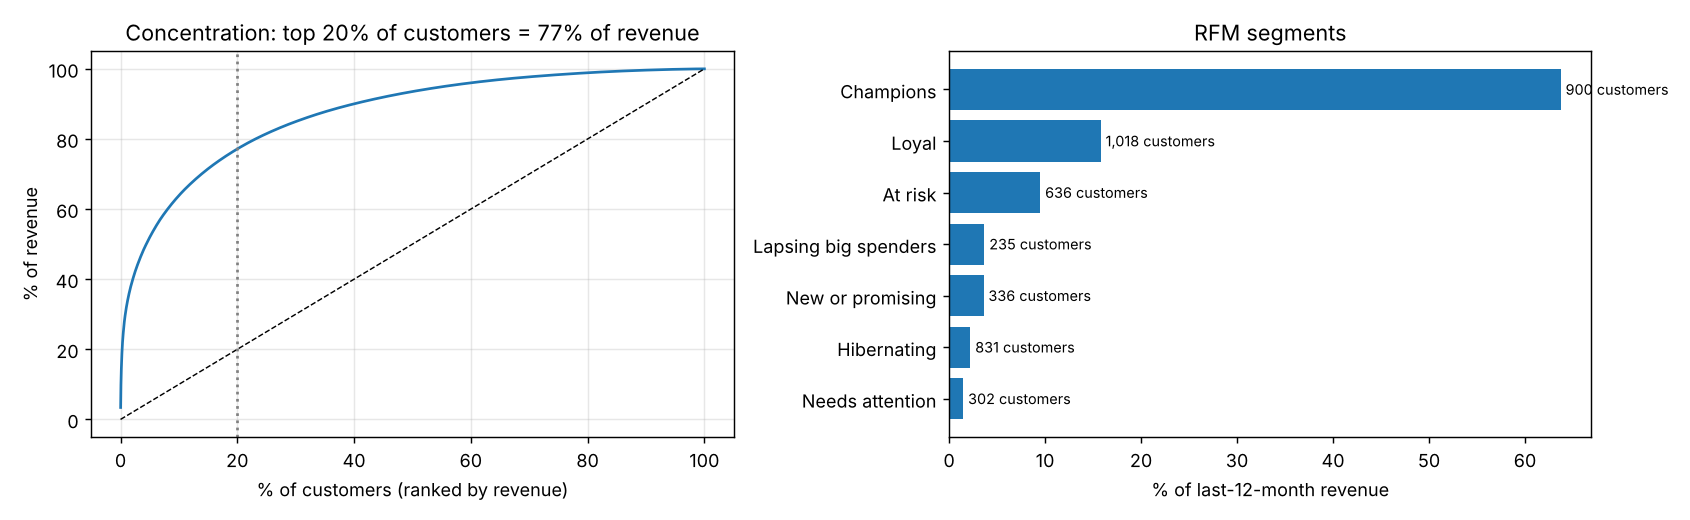 Concentration: top 20% of customers = 77% of revenue
% of revenue
100
80
60
40
20
0
0 20 40 60 80 100
% of customers (ranked by revenue)
RFM segments
Champions 900 customers
Loyal 1,018 customers
At risk 636 customers
Lapsing big spenders 235 customers
New or promising 336 customers
Hibernating 831 customers
Needs attention 302 customers
0 10 20 30 40 50 60
% of last-12-month revenue